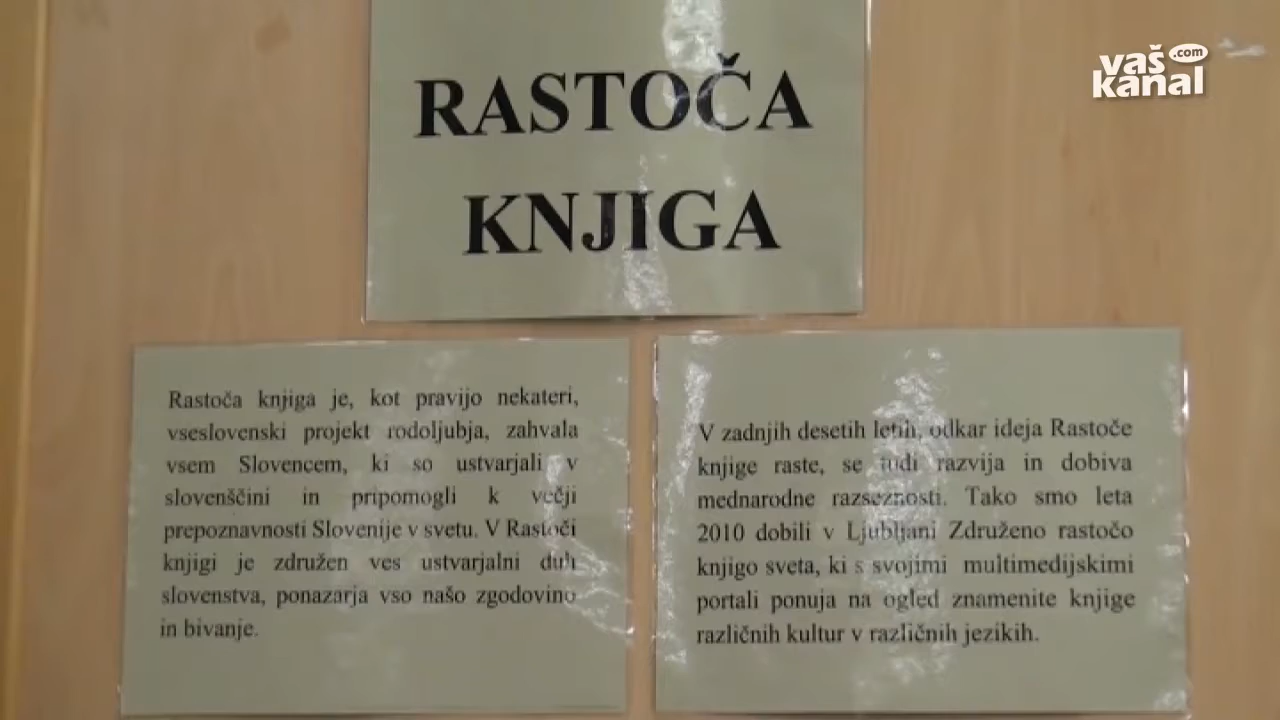 RASTOČA
KNJIGA
vaš
.com
kanal
Rastoča knjiga je, kot pravijo nekateri,
vseslovenski projekt rodoljubja, zahvala
vsem Slovencem, ki so ustvarjali v
slovenščini in pripomogli k večji
prepoznavnosti Slovenije v svetu. V Rastoči
knjigi je združen ves ustvarjalni duh
slovenstva, ponazarja vso našo zgodovino
in bivanje.
V zadnjih desetih letih, odkar ideja Rastoče
knjige raste, se tudi razvija in dobiva
mednarodne razsežnosti. Tako smo leta
2010 dobili v Ljubljani Združeno rastočo
knjigo sveta, ki s svojimi multimedijskimi
portali ponuja na ogled znamenite knjige
različnih kultur v različnih jezikih.